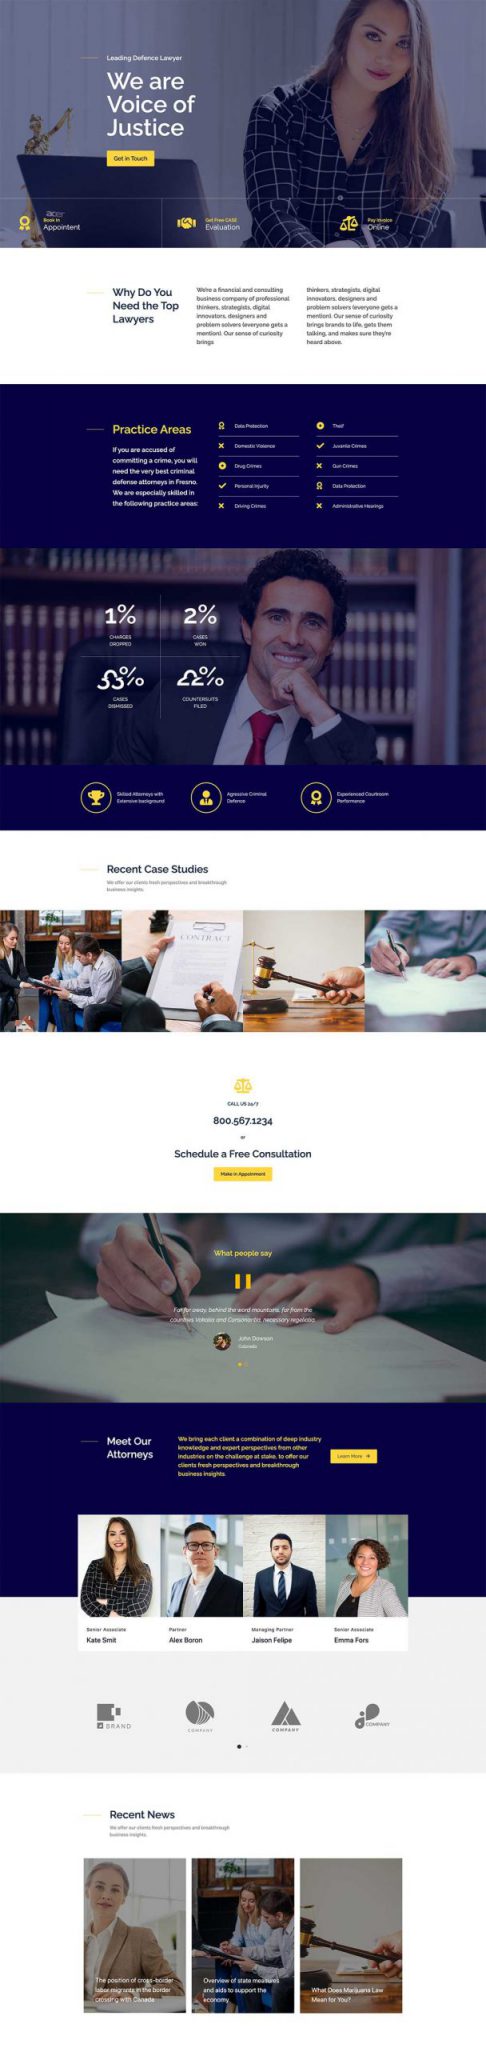 Leading Defence Lawyer
We are
Voice of
Justice
Get in Touch
acer
Book In
Appointent
Get Free CASE
Evaluation
Pay Invoice
Online
Why Do You
Need the Top
Lawyers
We're a financial and consulting
business company of professional
thinkers, strategists, digital
innovators, designers and
problem solvers (everyone gets a
mention). Our sense of curiosity
brings
thinkers, strategists, digital
innovators, designers and
problem solvers (everyone gets a
mention). Our sense of curiosity
brings brands to life, gets them
talking, and makes sure they're
heard above.
Practice Areas
If you are accused of
committing a crime, you will
need the very best criminal
defense attorneys in Fresno.
We are especially skilled in
the following practice areas:
Data Protection
Domestic Violence
Drug Crimes
Personal Injurity
Driving Crimes
Theif
Juvanile Crimes
Gun Crimes
Data Protection
Administrative Hearings
1%
CHARGES
DROPPED
2%
CASES
WON
%
CASES
DISMISSED
%
COUNTERSUITS
FILED
Skilled Attorneys with
Extensive background
Agressive Criminal
Defence
Experienced Courtroom
Performance
Recent Case Studies
We offer our clients fresh perspectives and breakthrough
business insights.
CONTRACT
CALL US 24/7
800.567.1234
or
Schedule a Free Consultation
Make in Appoinment
What people say
Far far away, behind the word mountains, far from the
countries Vokalia and Consonantia, necessary regelialia.
John Dowson
Colorado
Meet Our
Attorneys
We bring each client a combination of deep industry
knowledge and expert perspectives from other
industries on the challenge at stake, to offer our
clients fresh perspectives and breakthrough
business insights.
Learn More
Senior Associate
Kate Smit
Partner
Alex Boron
Managing Partner
Jaison Felipe
Senior Associate
Emma Fors
BRAND
COMPANY
COMPANY
COMPANY
Recent News
We offer our clients fresh perspectives and breakthrough
business insights.
The position of cross-border
labor migrants in the border
crossing with Canada
Overview of state measures
and aids to support the
economy
What Does Marijuana Law
Mean for You?